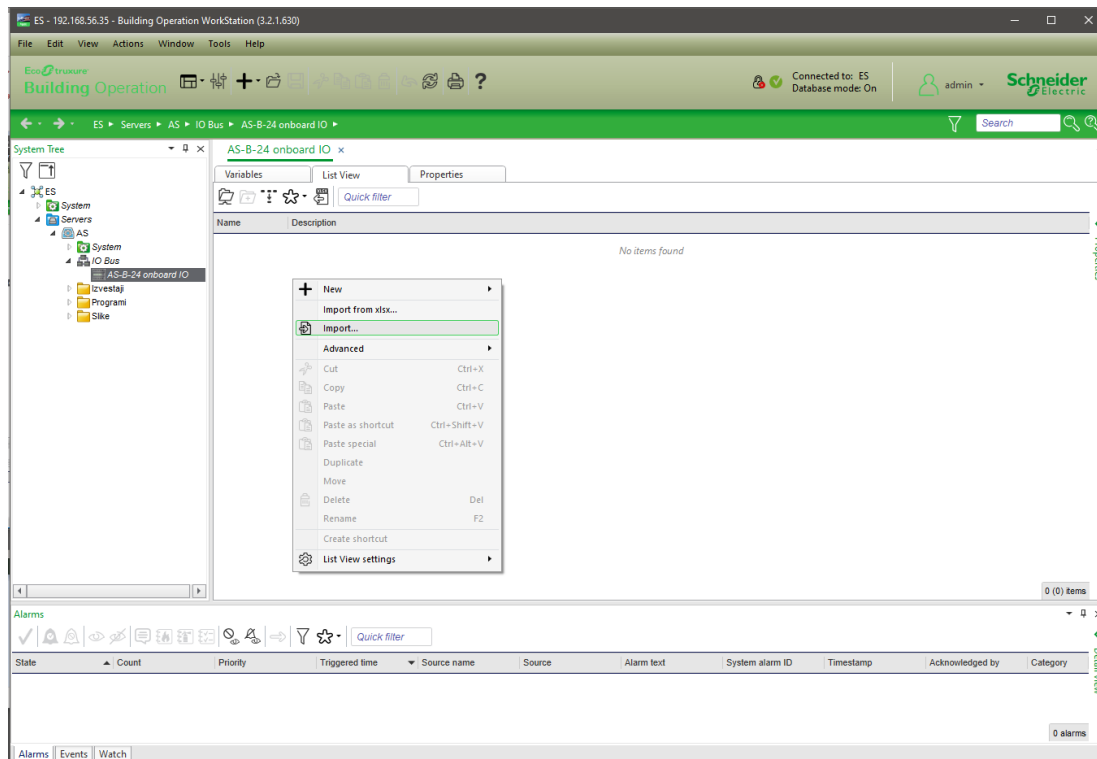 ES - 192.168.56.35 - Building Operation WorkStation (3.2.1.630)
File Edit View Actions Window Tools Help
EcoStruxure
Building Operation
Connected to: ES
Database mode: On
admin
Schneider
Electric
ES Servers AS IO Bus AS-B-24 onboard IO
Search
System Tree
ES
System
Servers
AS
System
IO Bus
AS-B-24 onboard IO
Izvestaji
Programi
Slike
AS-B-24 onboard IO
Variables List View Properties
Quick filter
Name Description
No items found
New
Import from xlsx...
Import...
Advanced
Cut Ctrl+X
Copy Ctrl+C
Paste Ctrl+V
Paste as shortcut Ctrl+Shift+V
Paste special Ctrl+Alt+V
Duplicate
Move
Delete Del
Rename F2
Create shortcut
List View settings
Properties
0 (0) items
Alarms
Quick filter
State Count Priority Triggered time Source name Source Alarm text System alarm ID Timestamp Acknowledged by Category
Detail view
0 alarms
Alarms Events Watch